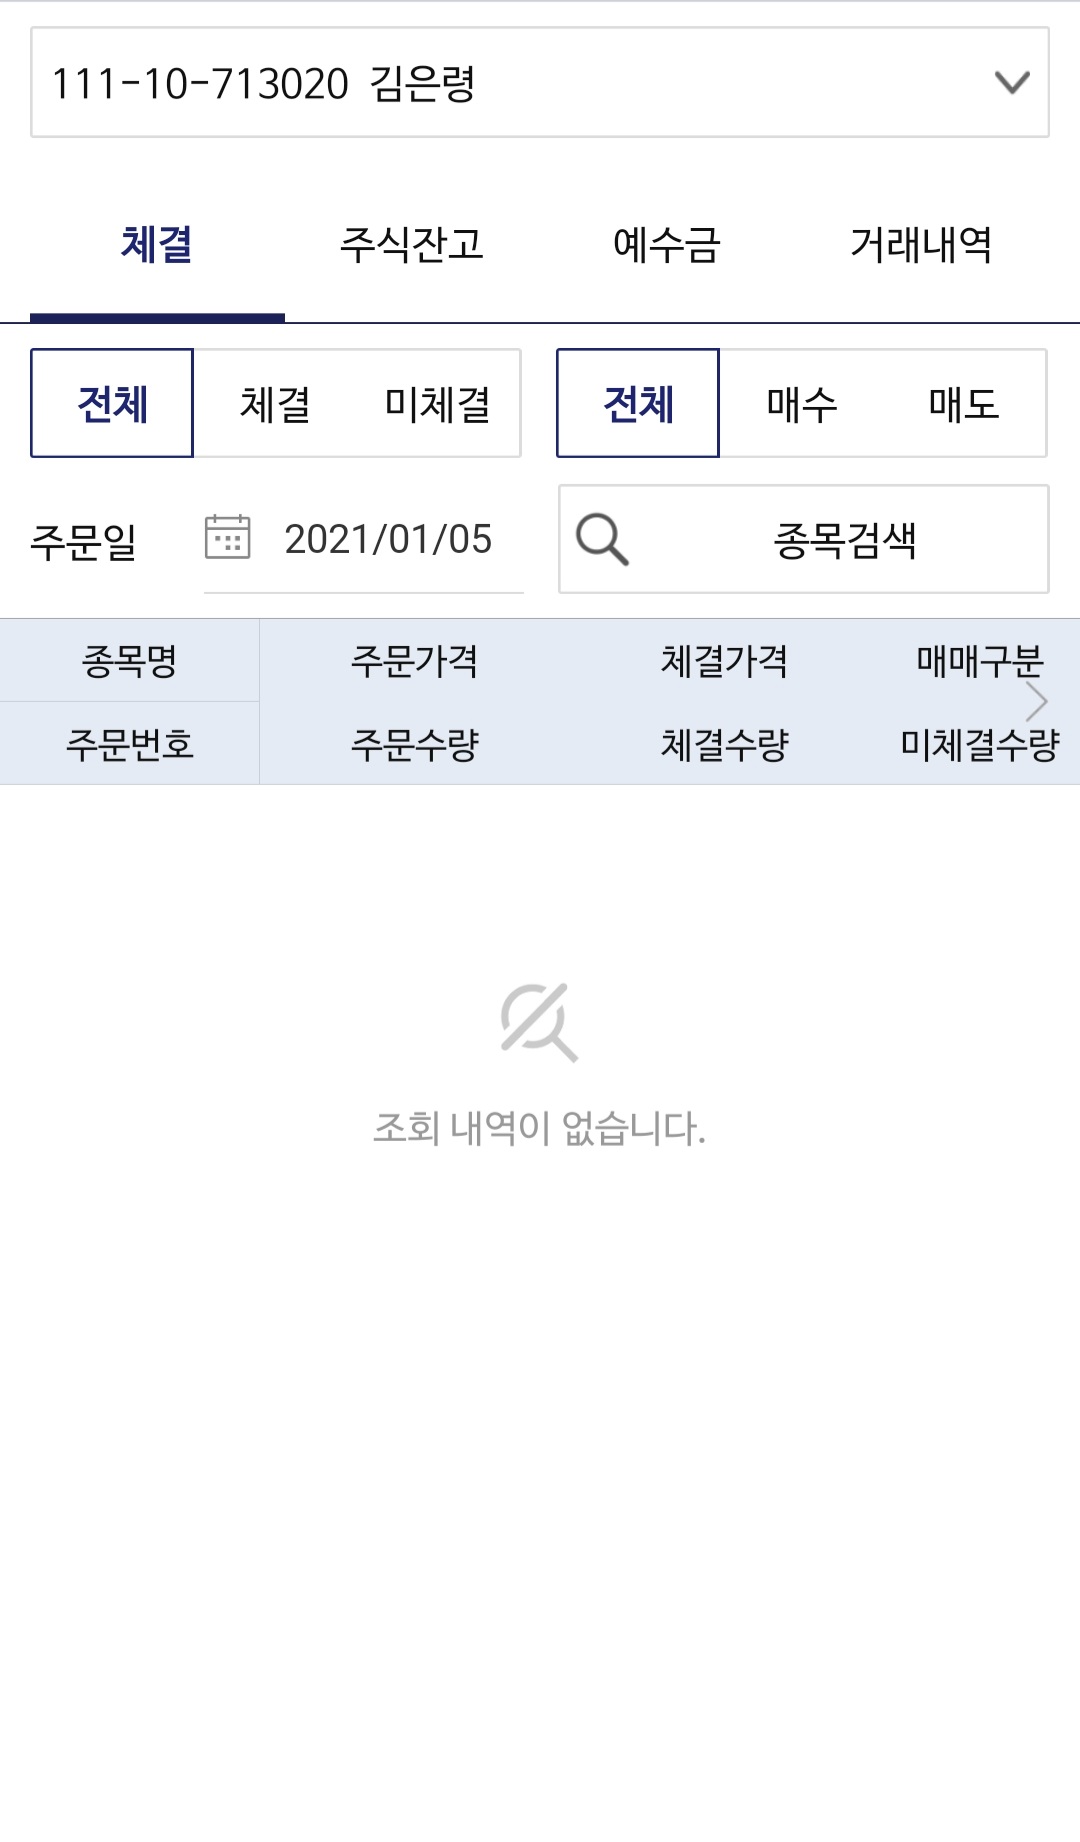 111-10-713020 김은령
체결 주식잔고 예수금 거래내역
전체 체결 미체결 전체 매수 매도
주문일 2021/01/05 종목검색
종목명 주문가격 체결가격 매매구분
주문번호 주문수량 체결수량 미체결수량
조회 내역이 없습니다.